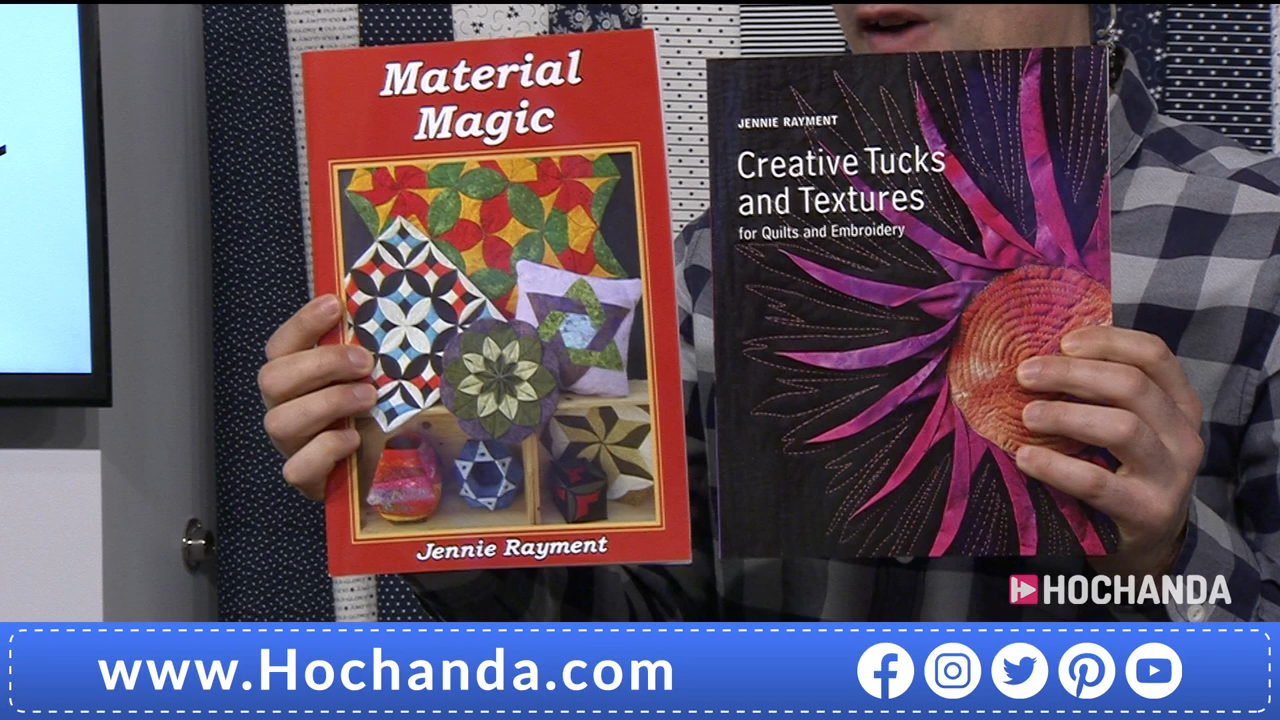 Material
Magic
Jennie Rayment
JENNIE RAYMENT
Creative Tucks
and Textures
for Quilts and Embroidery
HOCHANDA
www.Hochanda.com